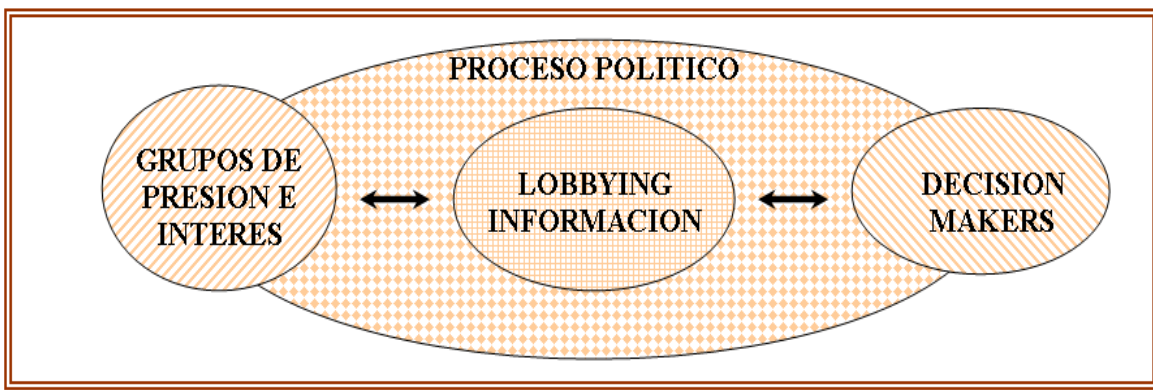 PROCESO POLITICO
GRUPOS DE
PRESION E
INTERES
LOBBYING
INFORMACION
DECISION
MAKERS